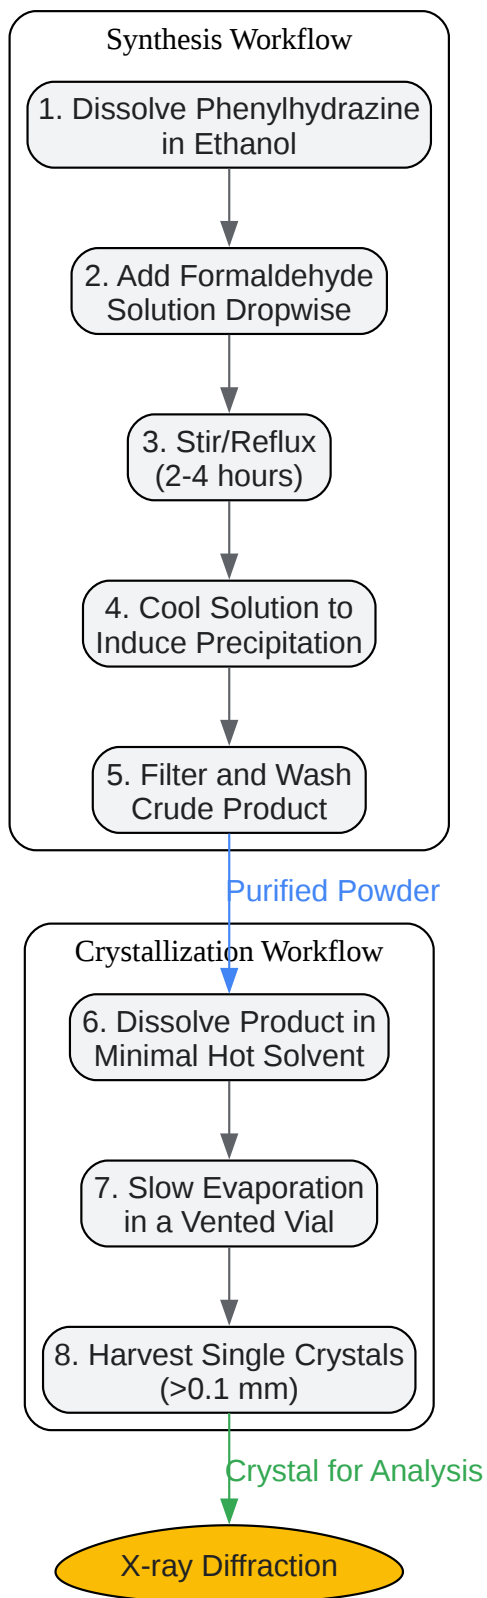 Synthesis Workflow
1. Dissolve Phenylhydrazine
in Ethanol
2. Add Formaldehyde
Solution Dropwise
3. Stir/Reflux
(2-4 hours)
4. Cool Solution to
Induce Precipitation
5. Filter and Wash
Crude Product
Purified Powder
Crystallization Workflow
6. Dissolve Product in
Minimal Hot Solvent
7. Slow Evaporation
in a Vented Vial
8. Harvest Single Crystals
(>0.1 mm)
Crystal for Analysis
X-ray Diffraction